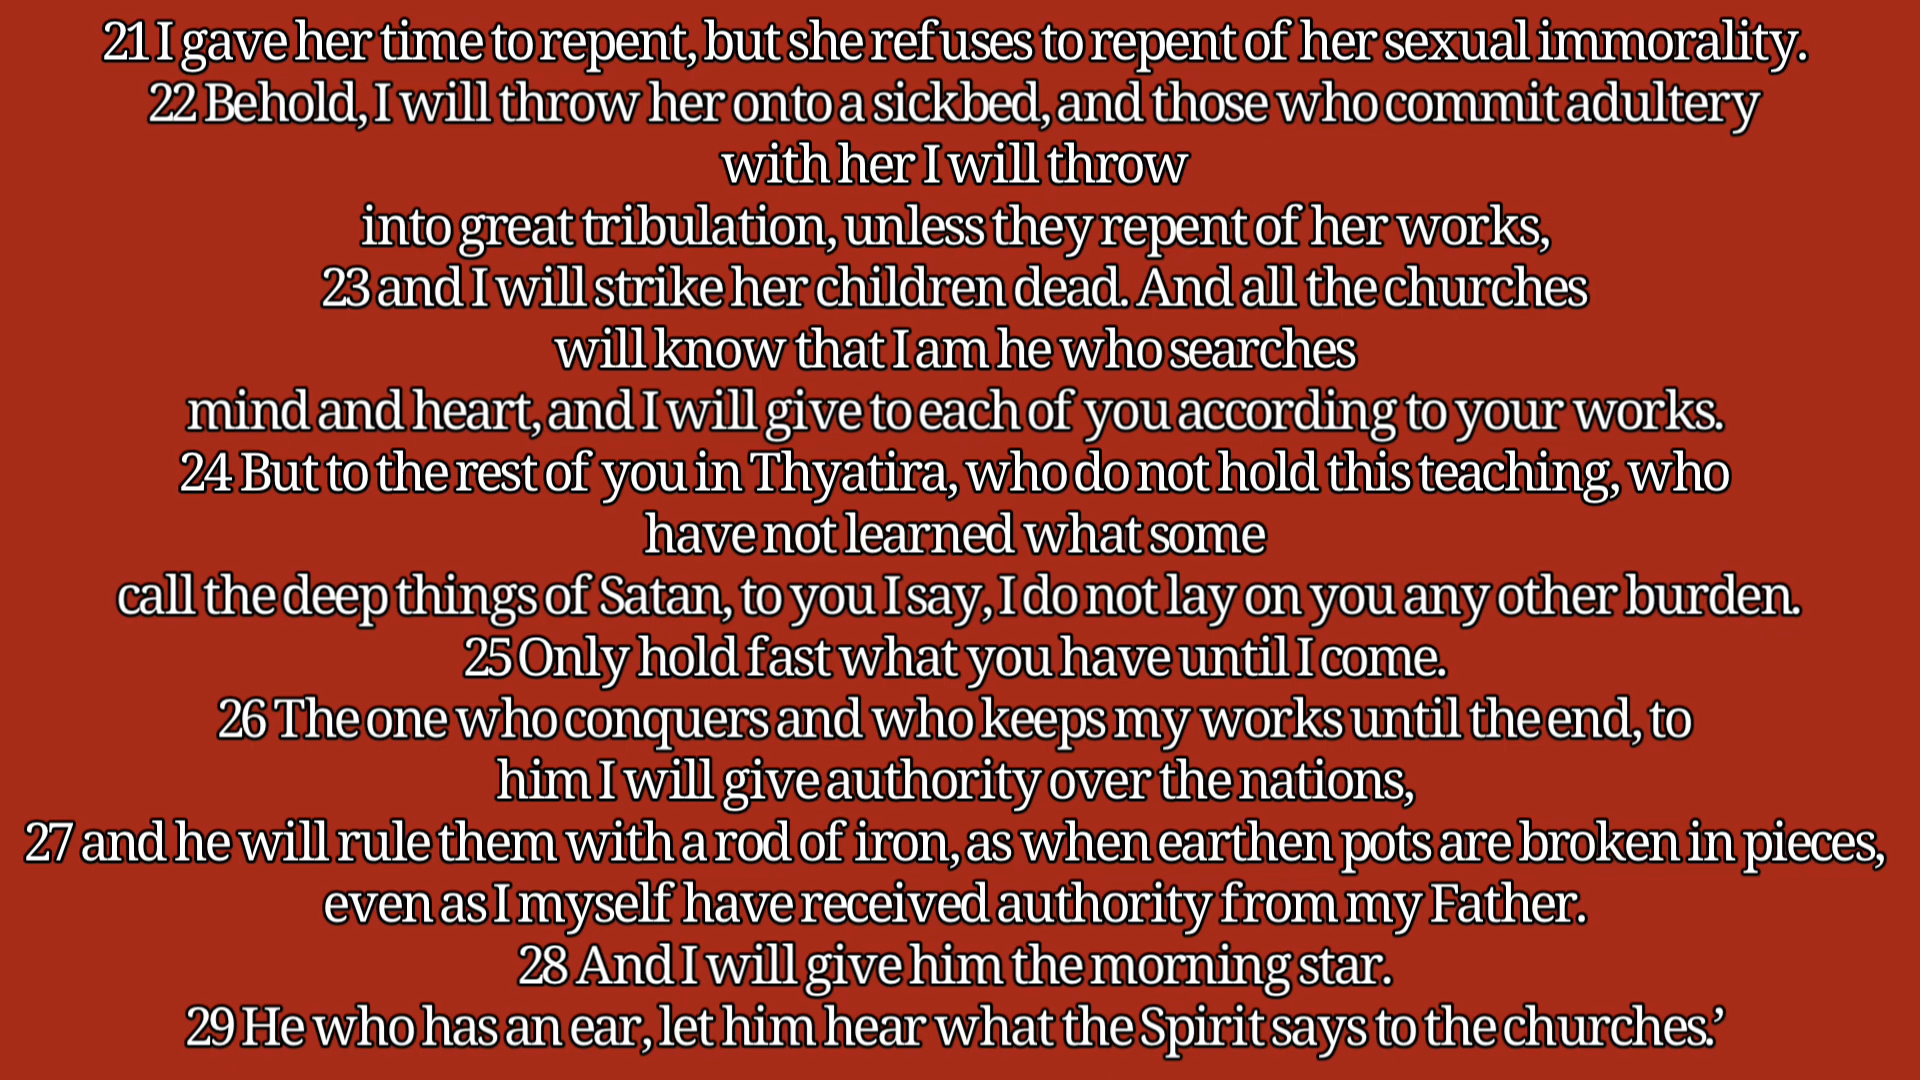 21 I gave her time to repent, but she refuses to repent of her sexual immorality.
22 Behold, I will throw her onto a sickbed, and those who commit adultery
with her I will throw
into great tribulation, unless they repent of her works,
23 and I will strike her children dead. And all the churches
will know that I am he who searches
mind and heart, and I will give to each of you according to your works.
24 But to the rest of you in Thyatira, who do not hold this teaching, who
have not learned what some
call the deep things of Satan, to you I say, I do not lay on you any other burden.
25 Only hold fast what you have until I come.
26 The one who conquers and who keeps my works until the end, to
him I will give authority over the nations,
27 and he will rule them with a rod of iron, as when earthen pots are broken in pieces,
even as I myself have received authority from my Father.
28 And I will give him the morning star.
29 He who has an ear, let him hear what the Spirit says to the churches.’